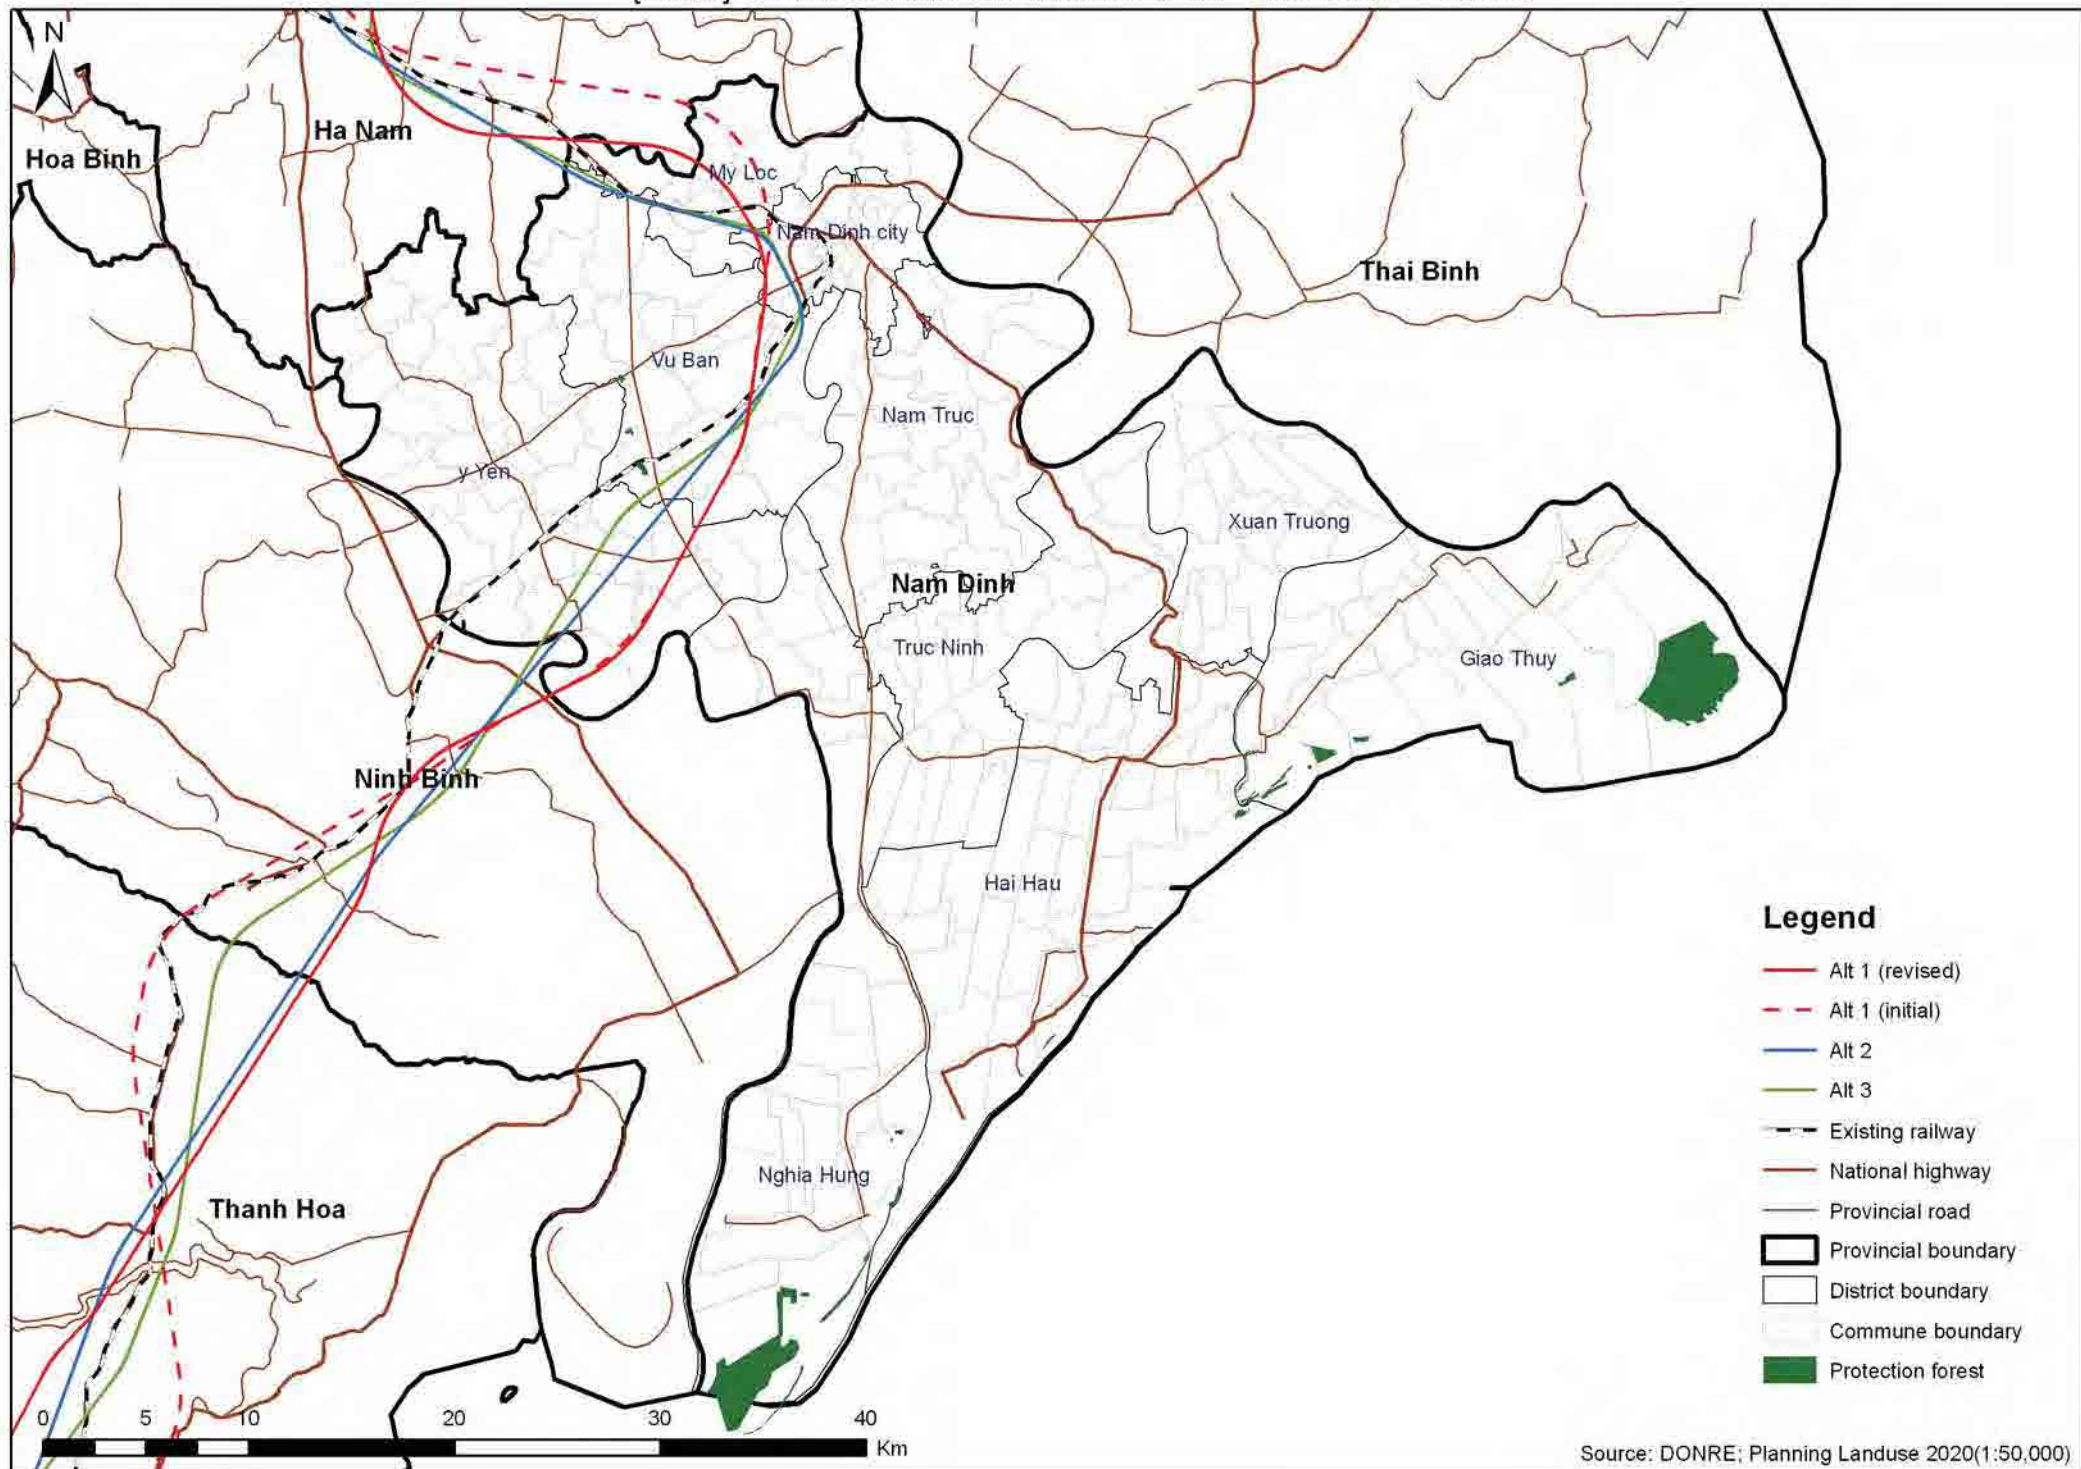 N
Ha Nam
Hoa Binh
My Loc
Nam Dinh city
Thai Binh
Vu Ban
Nam Truc
y Yen
Xuan Truong
Nam Dinh
Truc Ninh
Giao Thuy
Ninh Binh
Hai Hau
Nghia Hung
Thanh Hoa
Legend
Alt 1 (revised)
Alt 1 (initial)
Alt 2
Alt 3
Existing railway
National highway
Provincial road
Provincial boundary
District boundary
Commune boundary
Protection forest
0 5 10 20 30 40
Km
Source: DONRE; Planning Landuse 2020(1:50,000)